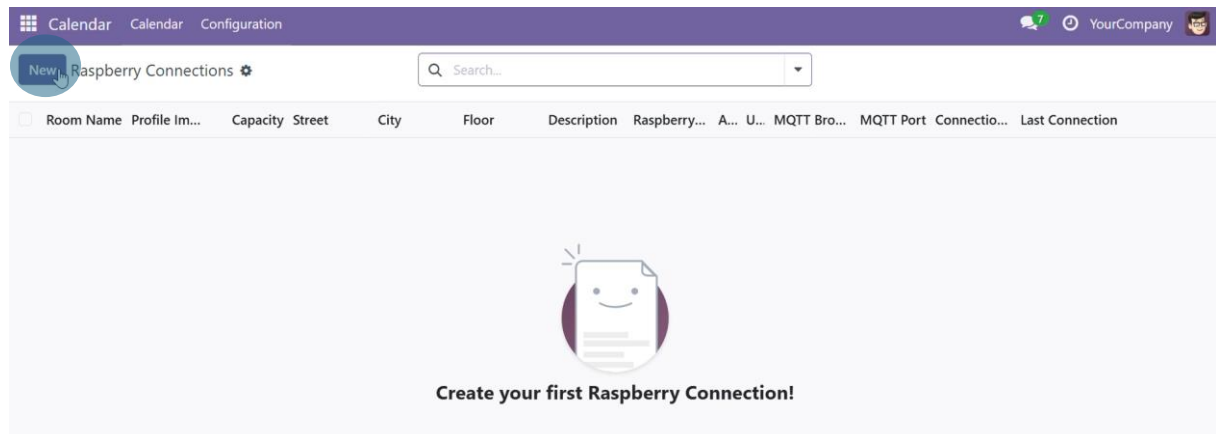 Calendar Calendar Configuration 7 YourCompany
New Raspberry Connections Search...
Room Name Profile Im... Capacity Street City Floor Description Raspberry... A... U... MQTT Bro... MQTT Port Connectio... Last Connection
Create your first Raspberry Connection!